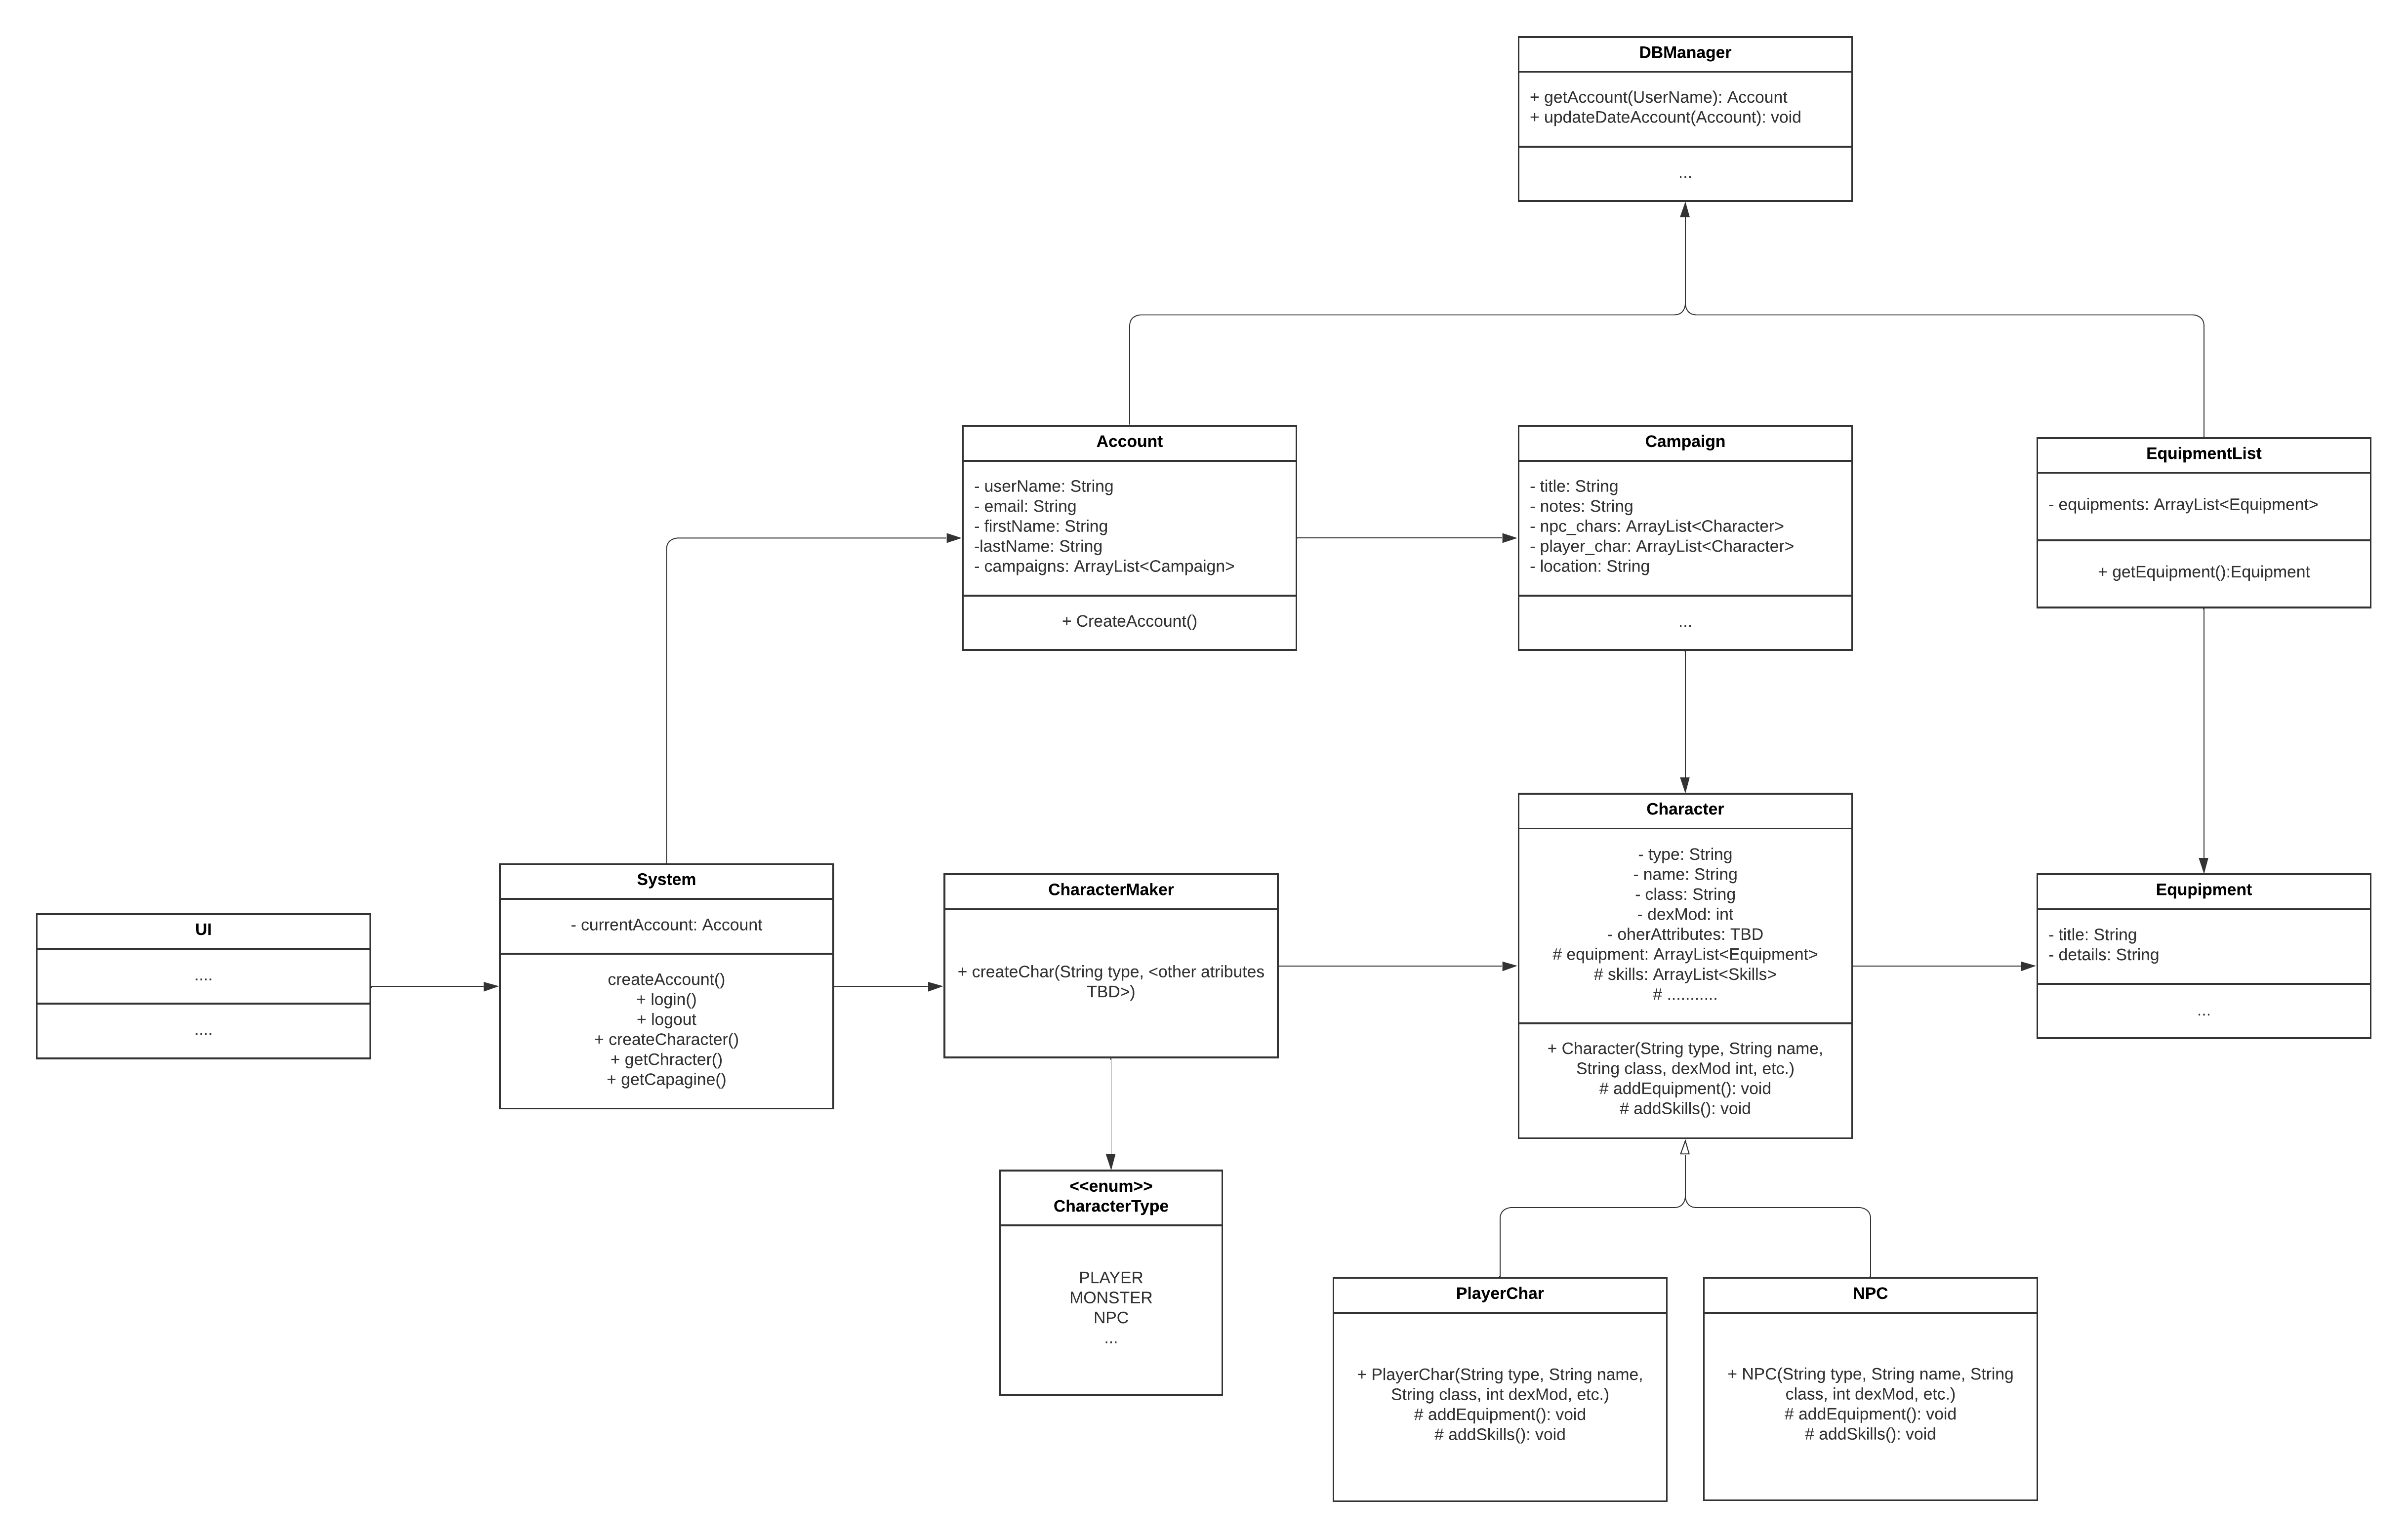 DBManager
+ getAccount(UserName): Account
+ updateDateAccount(Account): void
...
Account
- userName: String
- email: String
- firstName: String
-lastName: String
- campaigns: ArrayList<Campaign>
+ CreateAccount()
Campaign
- title: String
- notes: String
- npc_chars: ArrayList<Character>
- player_char: ArrayList<Character>
- location: String
...
EquipmentList
- equipments: ArrayList<Equipment>
+ getEquipment():Equipment
UI
....
....
System
- currentAccount: Account
createAccount()
+ login()
+ logout
+ createCharacter()
+ getChracter()
+ getCapagine()
CharacterMaker
+ createChar(String type, <other atributes
TBD>)
Character
- type: String
- name: String
- class: String
- dexMod: int
- oherAttributes: TBD
# equipment: ArrayList<Equipment>
# skills: ArrayList<Skills>
# ...........
+ Character(String type, String name,
String class, dexMod int, etc.)
# addEquipment(): void
# addSkills(): void
Equpipment
- title: String
- details: String
...
<<enum>>
CharacterType
PLAYER
MONSTER
NPC
...
PlayerChar
+ PlayerChar(String type, String name,
String class, int dexMod, etc.)
# addEquipment(): void
# addSkills(): void
NPC
+ NPC(String type, String name, String
class, int dexMod, etc.)
# addEquipment(): void
# addSkills(): void